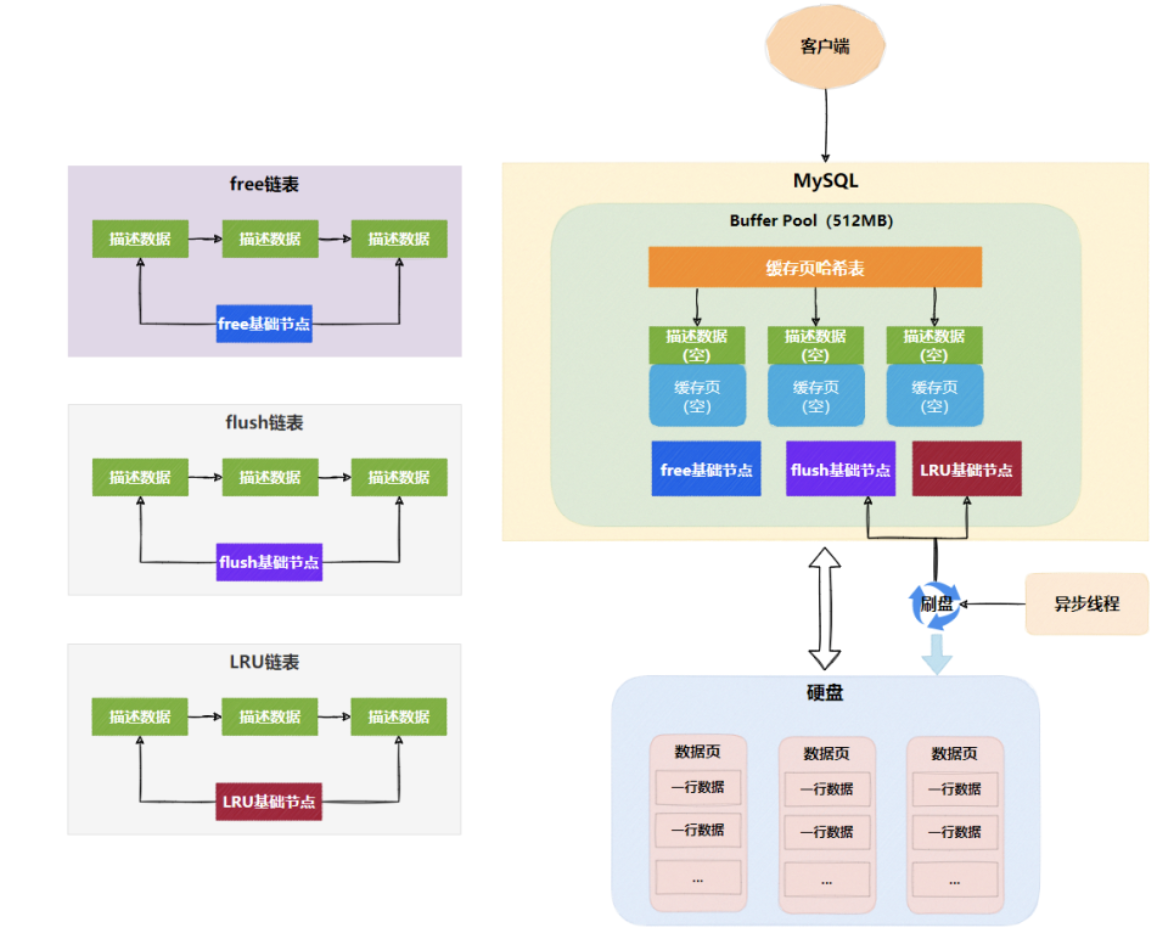 客户端
free链表
描述数据 描述数据 描述数据
free基础节点
flush链表
描述数据 描述数据 描述数据
flush基础节点
LRU链表
描述数据 描述数据 描述数据
LRU基础节点
MySQL
Buffer Pool（512MB）
缓存页哈希表
描述数据 描述数据 描述数据
(空) (空) (空)
缓存页 缓存页 缓存页
(空) (空) (空)
free基础节点 flush基础节点 LRU基础节点
刷盘 异步线程
硬盘
数据页 数据页 数据页
一行数据 一行数据 一行数据
一行数据 一行数据 一行数据
... ... ...